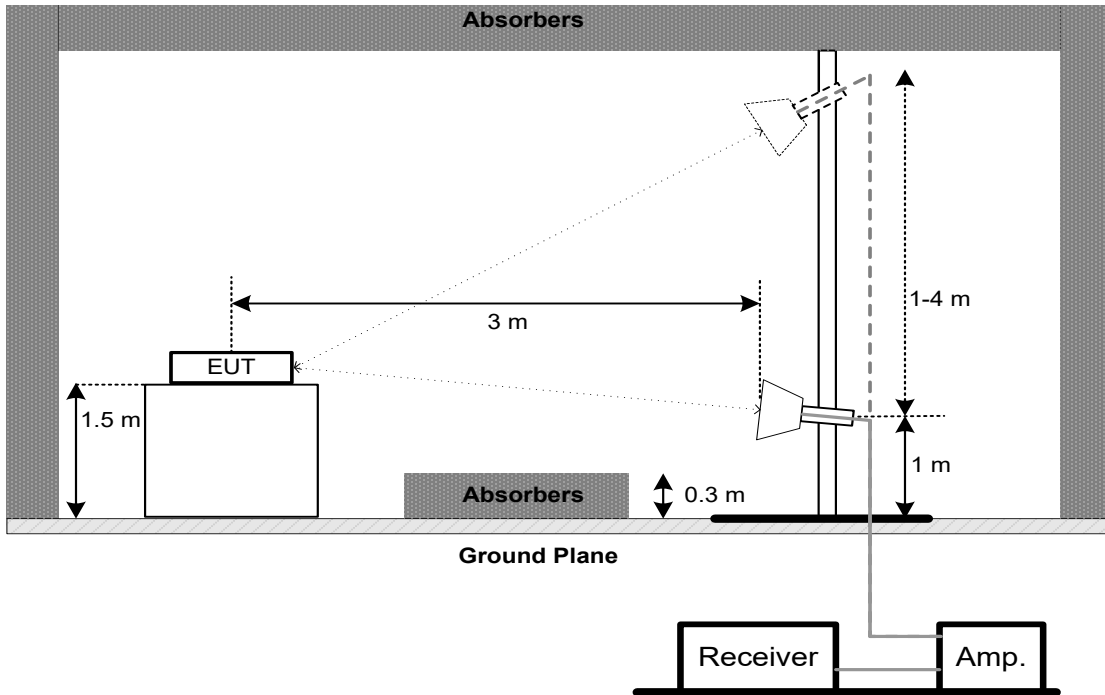 Absorbers
1-4 m
3 m
EUT
1.5 m
1 m
Absorbers
0.3 m
Ground Plane
Receiver
Amp.